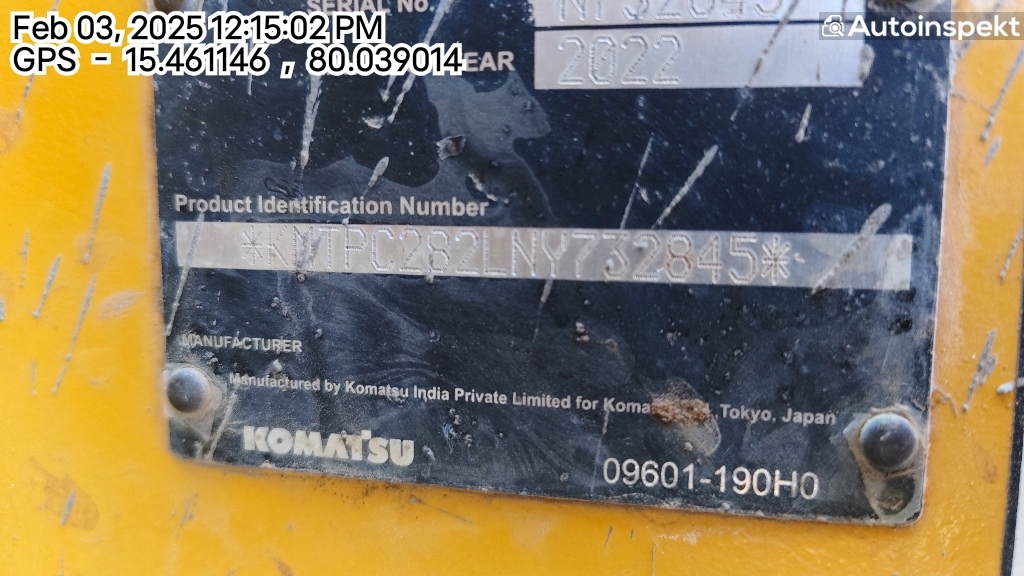 Feb 03, 2025 12:15:02 PM
GPS - 15.461146 , 80.039014
Autoinspekt
SERIAL No.
YEAR 2022
Product Identification Number
*KMTPC282LNY732845*
MANUFACTURER
Manufactured by Komatsu India Private Limited for Tokyo, Japan
KOMATSU
09601-190H0